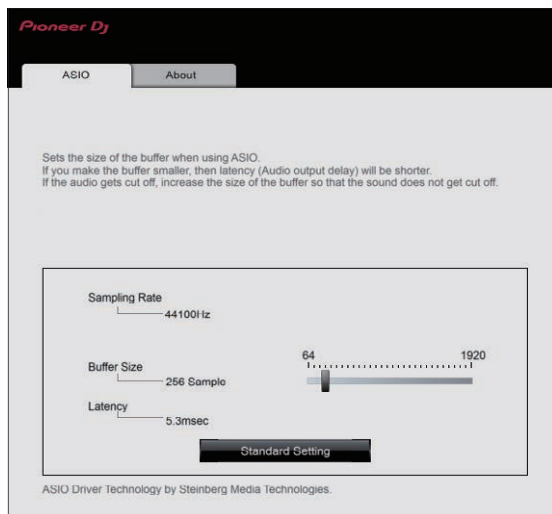 Pioneer Dj
ASIO
About
Sets the size of the buffer when using ASIO.
If you make the buffer smaller, then latency (Audio output delay) will be shorter.
If the audio gets cut off, increase the size of the buffer so that the sound does not get cut off.
Sampling Rate
44100Hz
64
1920
Buffer Size
256 Sample
Latency
5.3msec
Standard Setting
ASIO Driver Technology by Steinberg Media Technologies.